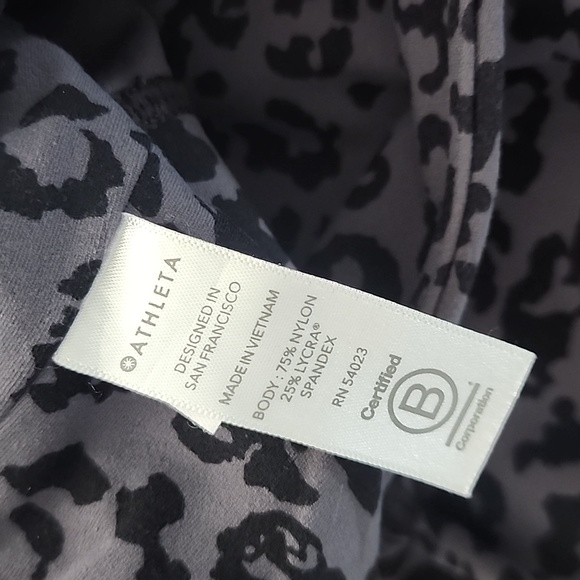 ATHLETA
DESIGNED IN
SAN FRANCISCO
MADE IN VIETNAM
BODY : 75% NYLON
25% LYCRA®
SPANDEX
RN 54023
Certified
B
Corporation